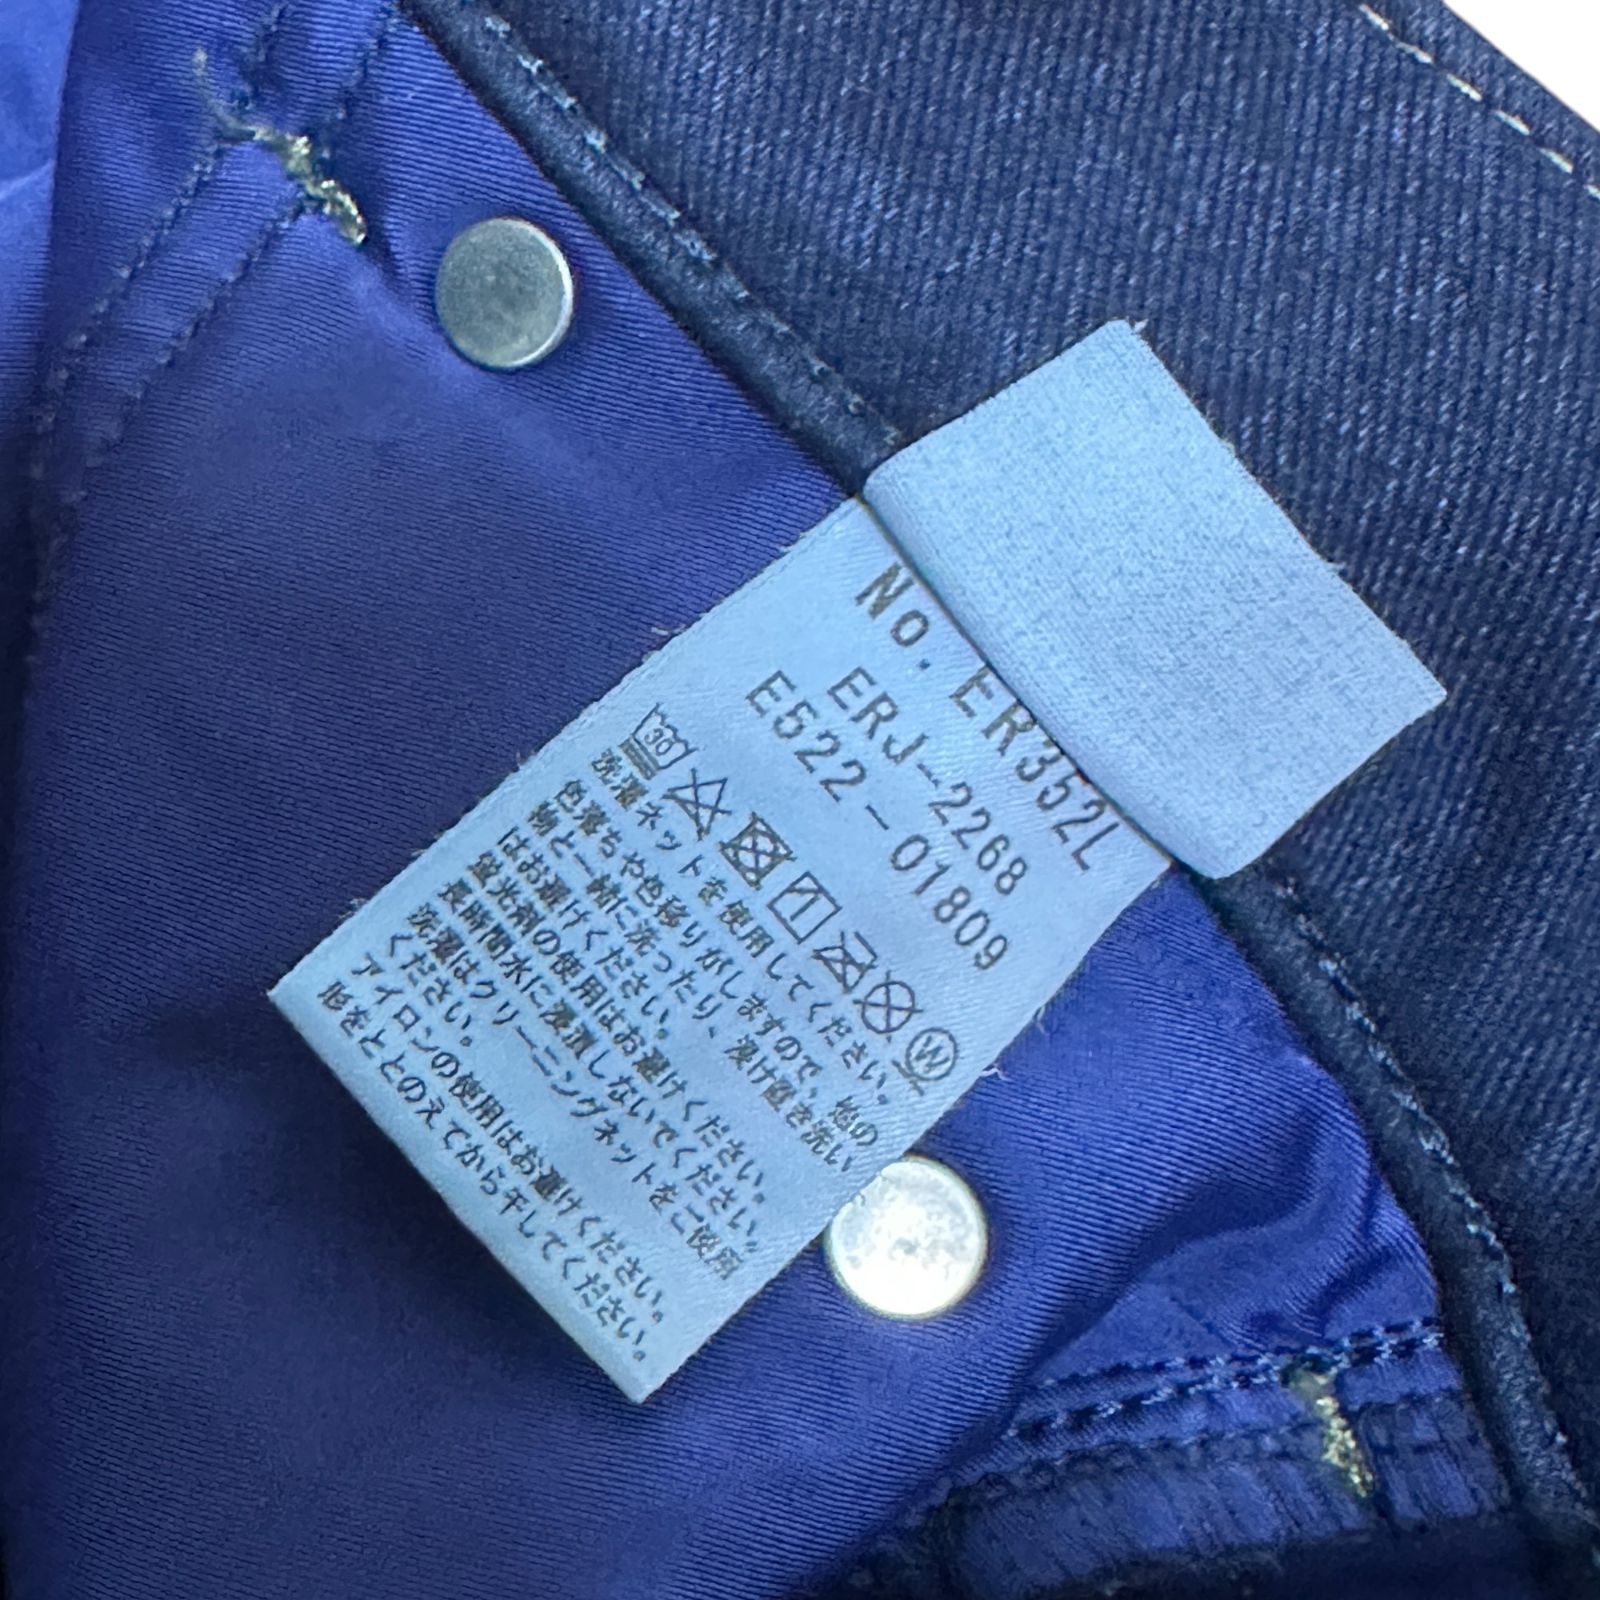 No. ER352L
ERJ-2268
E522-01809
30
W
洗濯ネットを使用してください。
色落ちや色移りがしますので、他の
物と一緒に洗ったり、浸け置き洗い
はお避けください。
蛍光剤の使用はお避けください。
長時間水に浸漬しないでください。
洗濯はクリーニングネットをご使用
ください。
アイロンの使用はお避けください。
形をととのえてから干してください。